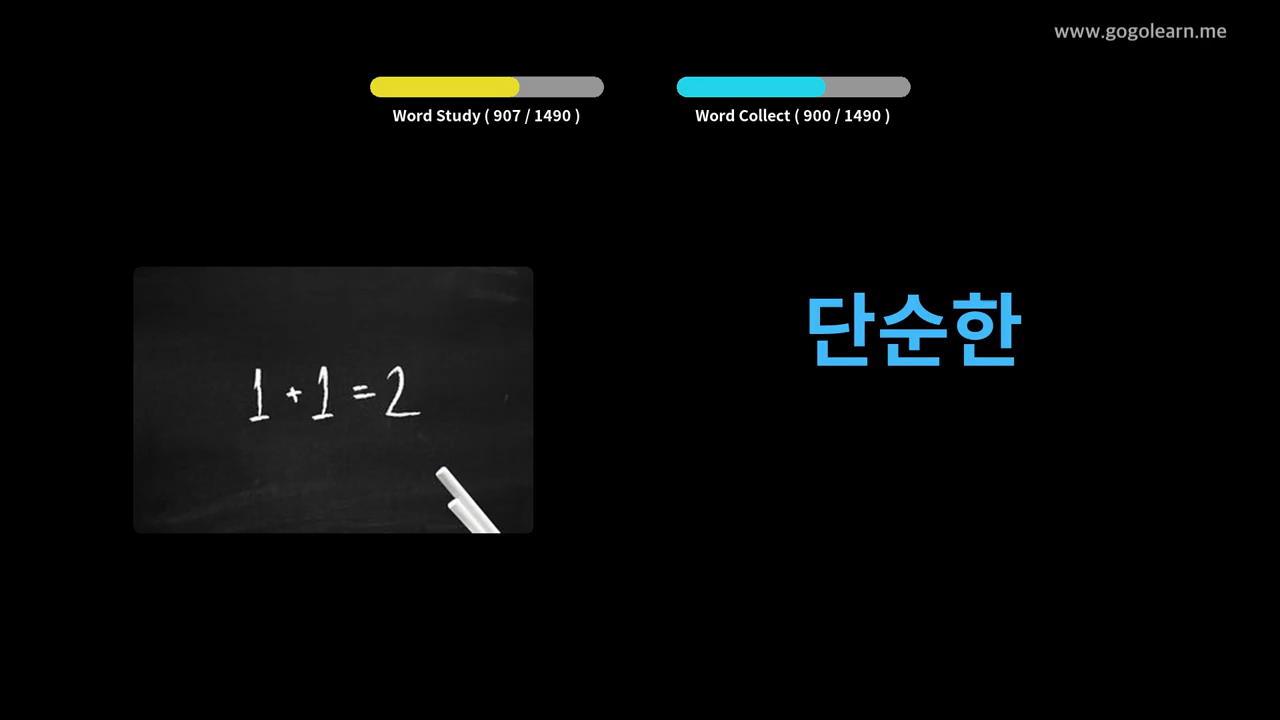 www.gogolearn.me
Word Study ( 907 / 1490 )
Word Collect ( 900 / 1490 )
1 + 1 = 2
단순한